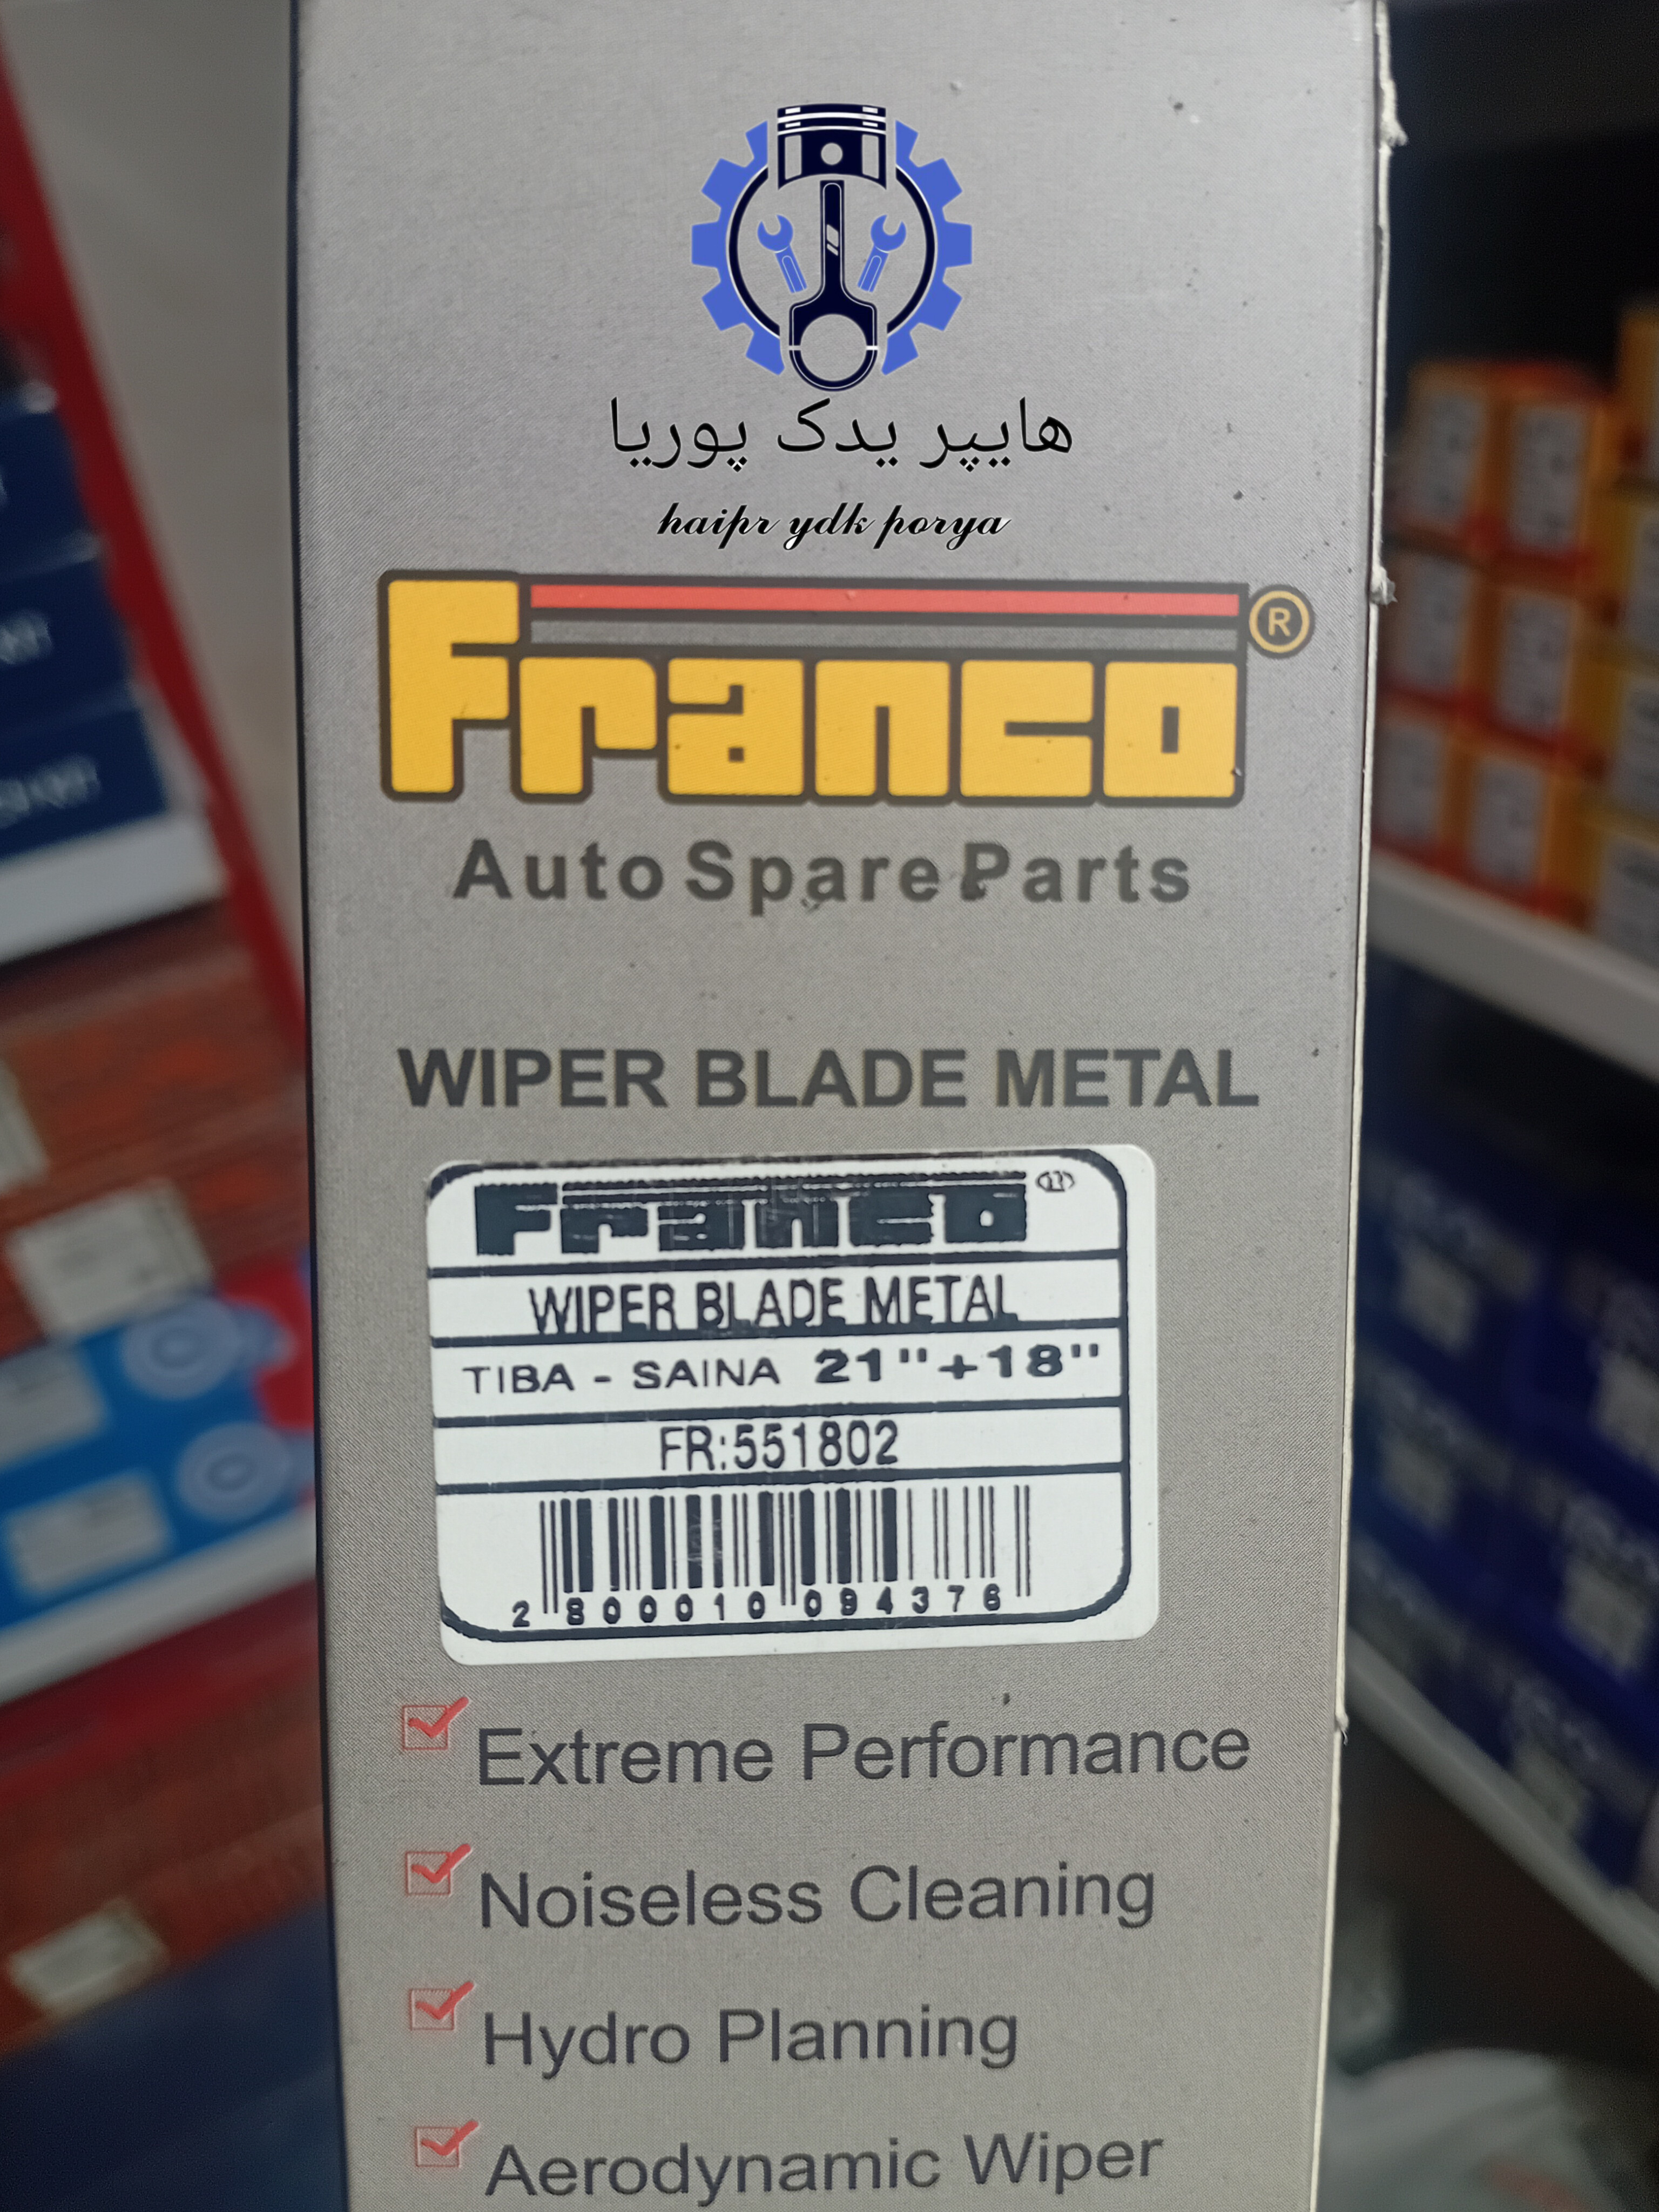 هایپر یدک پوریا
haipr ydk porya
Franco ®
Auto Spare Parts
WIPER BLADE METAL
Franco ®
WIPER BLADE METAL
TIBA - SAINA 21"+18"
FR:551802
2 800010 094376
Extreme Performance
Noiseless Cleaning
Hydro Planning
Aerodynamic Wiper